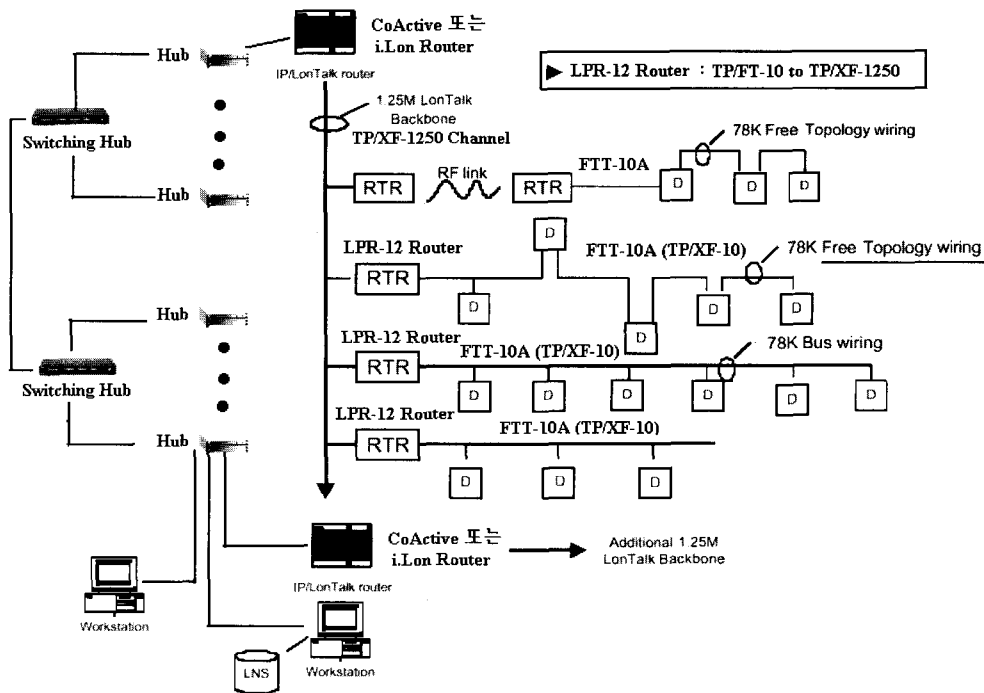 CoActive 또는
i.Lon Router
Hub
IP/LonTalk router
► LPR-12 Router : TP/FT-10 to TP/XF-1250
1.25M LonTalk
Backbone
TP/XF-1250 Channel
Switching Hub
78K Free Topology wiring
FTT-10A
RF link
RTR
RTR
D
D
D
Hub
LPR-12 Router
D
FTT-10A (TP/XF-10)
78K Free Topology wiring
RTR
D
D
D
D
Hub
LPR-12 Router
FTT-10A (TP/XF-10)
78K Bus wiring
RTR
D
D
D
D
D
D
Switching Hub
LPR-12 Router
FTT-10A (TP/XF-10)
Hub
RTR
D
D
D
CoActive 또는
i.Lon Router
Additional 1.25M
LonTalk Backbone
IP/LonTalk router
Workstation
LNS
Workstation